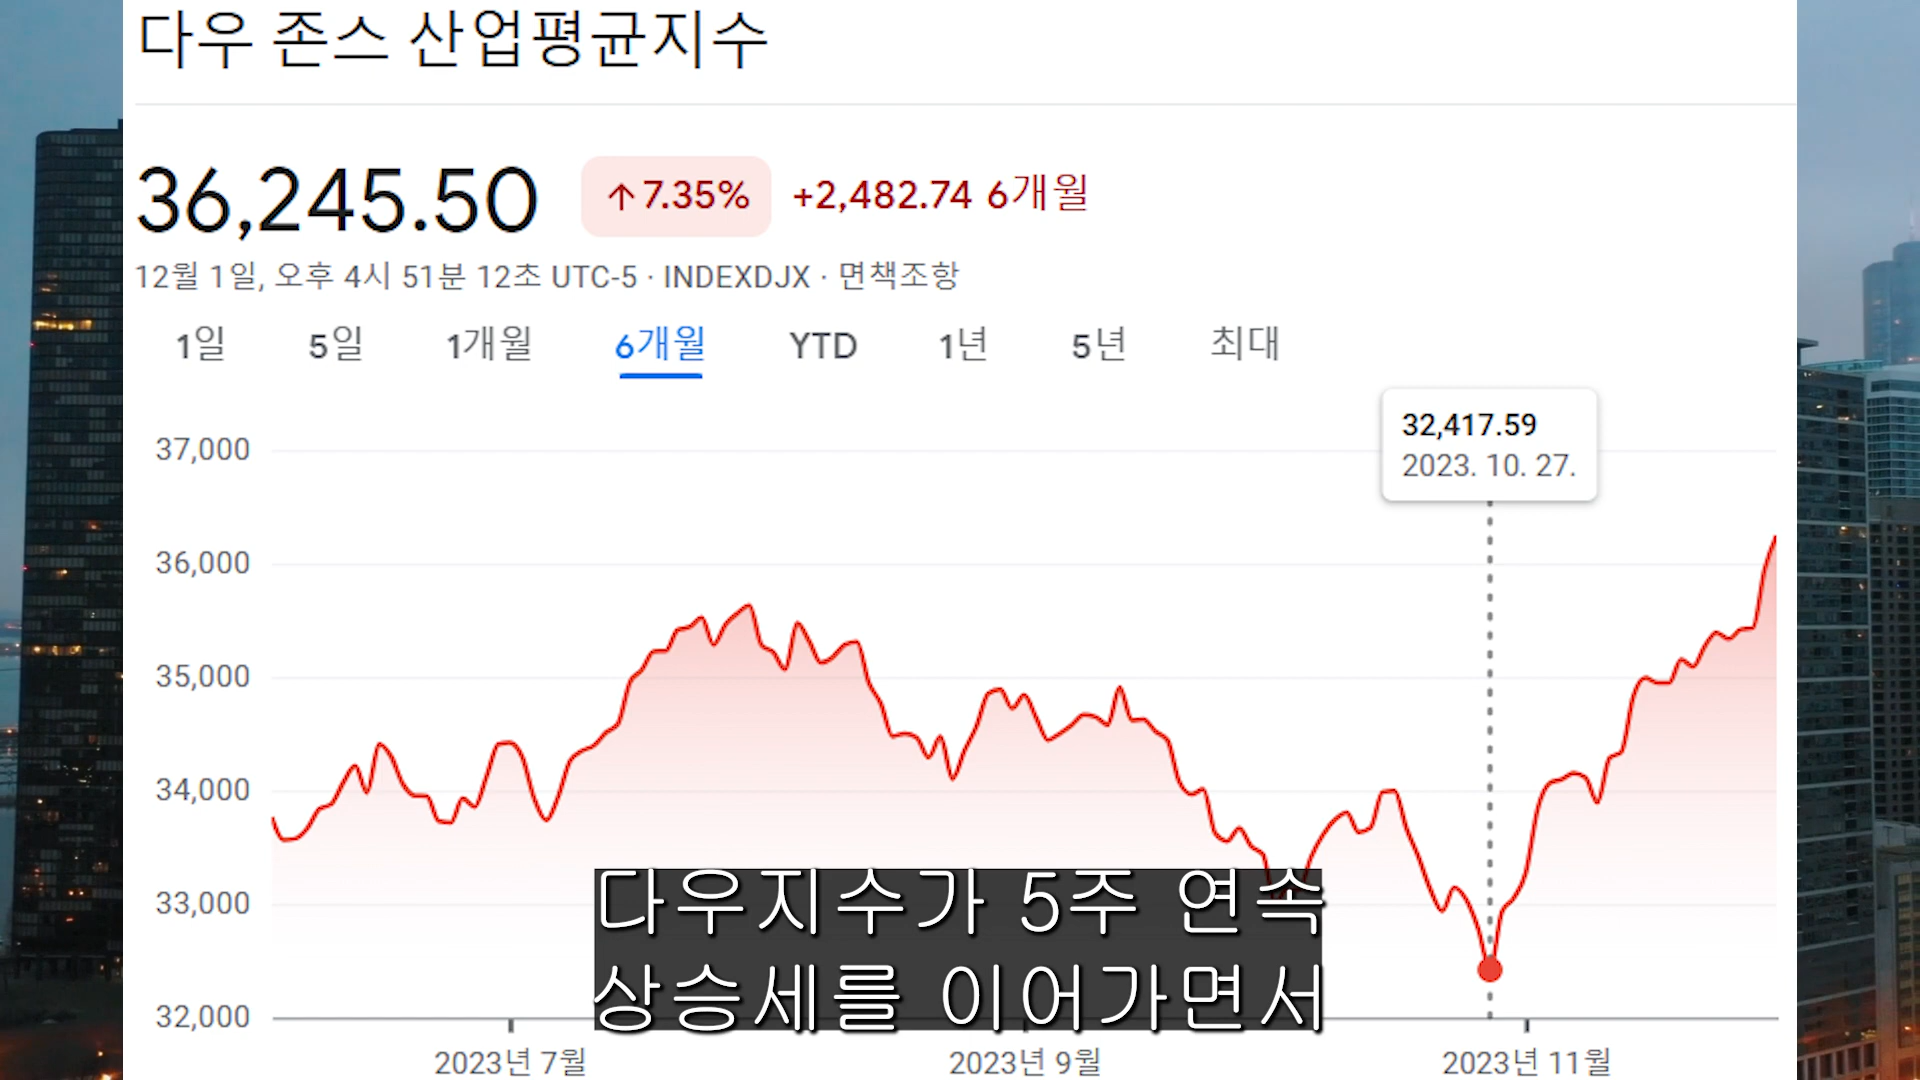 다우 존스 산업평균지수
36,245.50 ↑7.35% +2,482.74 6개월
12월 1일, 오후 4시 51분 12초 UTC-5 · INDEXDJX · 면책조항
1일 5일 1개월 6개월 YTD 1년 5년 최대
32,417.59
2023. 10. 27.
37,000
36,000
35,000
34,000
33,000
32,000
2023년 7월 2023년 9월 2023년 11월
다우지수가 5주 연속
상승세를 이어가면서